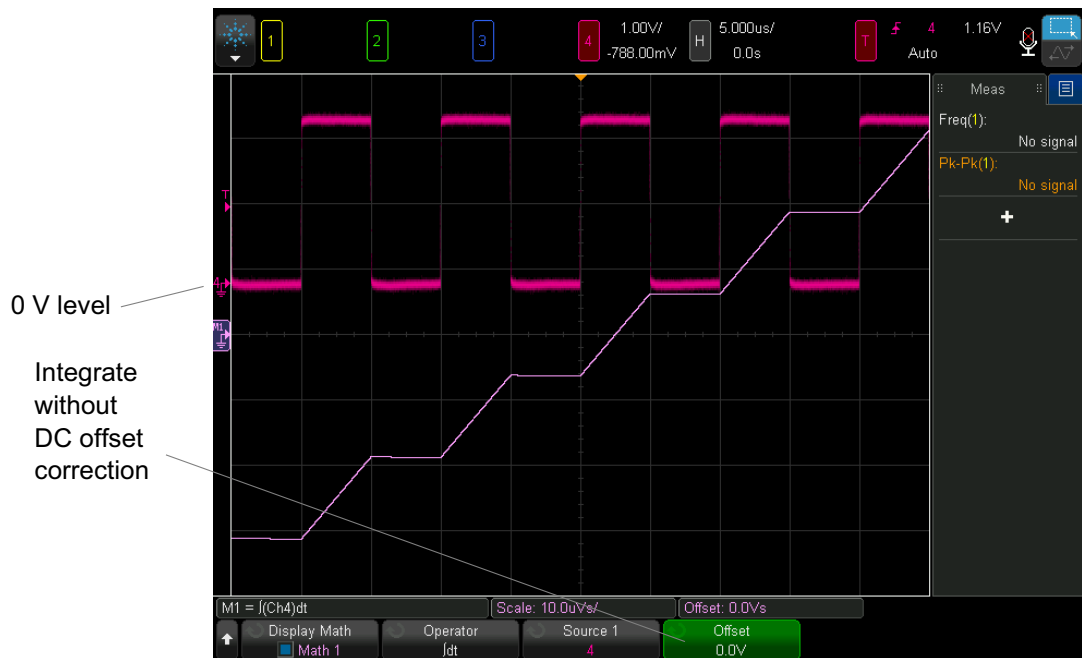 1 2 3 4 1.00V/ H 5.000us/ T 4 1.16V
-788.00mV 0.0s Auto
Meas
Freq(1):
No signal
Pk-Pk(1):
No signal
+
T
4
0 V level
M1
Integrate
without
DC offset
correction
M1 = ∫(Ch4)dt Scale: 10.0uVs/ Offset: 0.0Vs
Display Math Operator Source 1 Offset
Math 1 ∫dt 4 0.0V